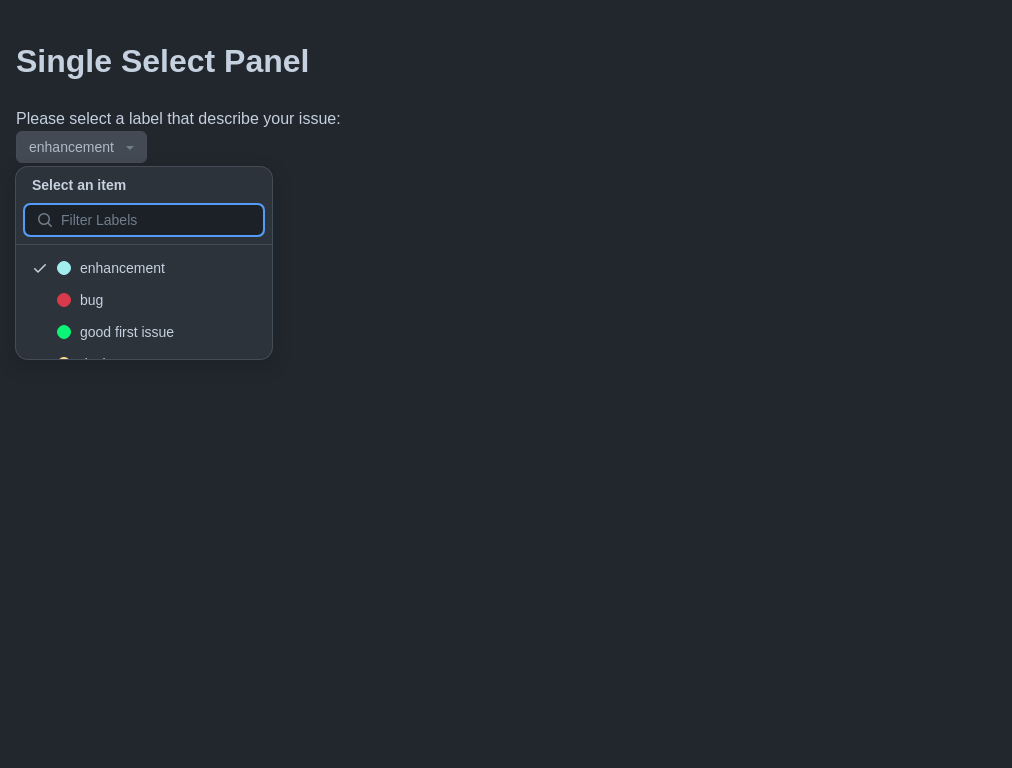 Single Select Panel
Please select a label that describe your issue:
enhancement
Select an item
Filter Labels
enhancement
bug
good first issue